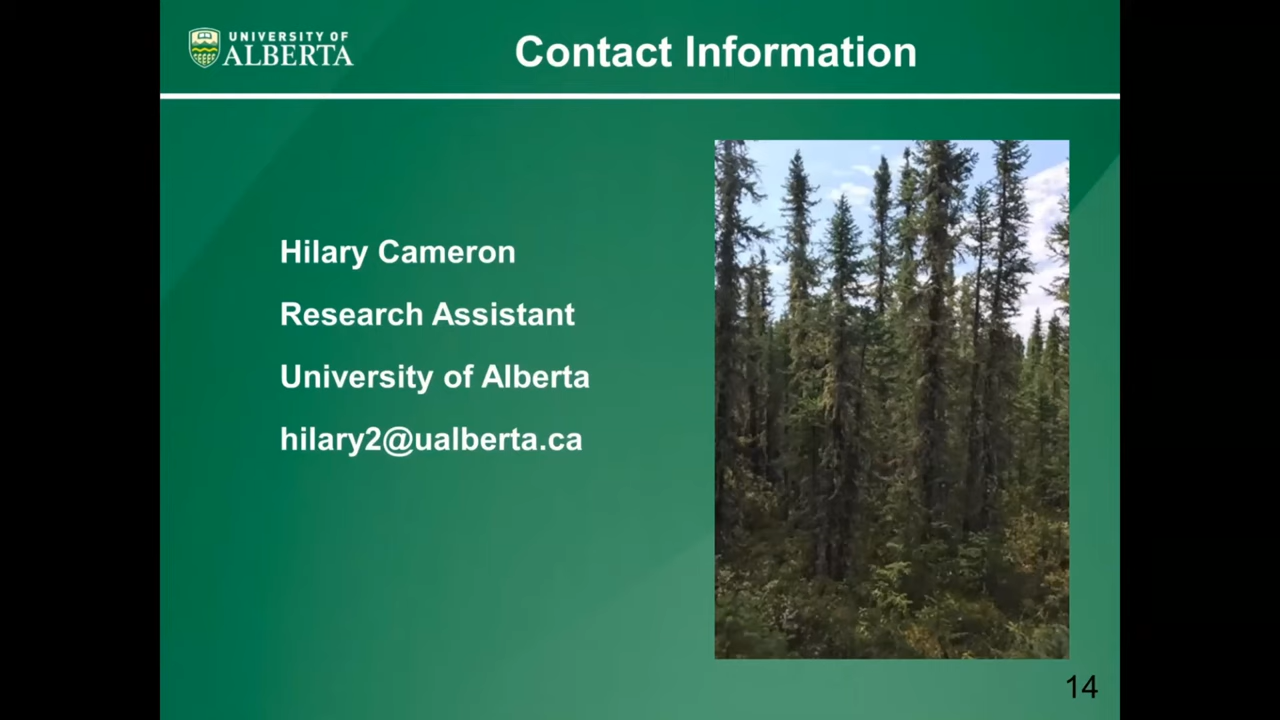 UNIVERSITY OF
ALBERTA
Contact Information
Hilary Cameron
Research Assistant
University of Alberta
hilary2@ualberta.ca
14